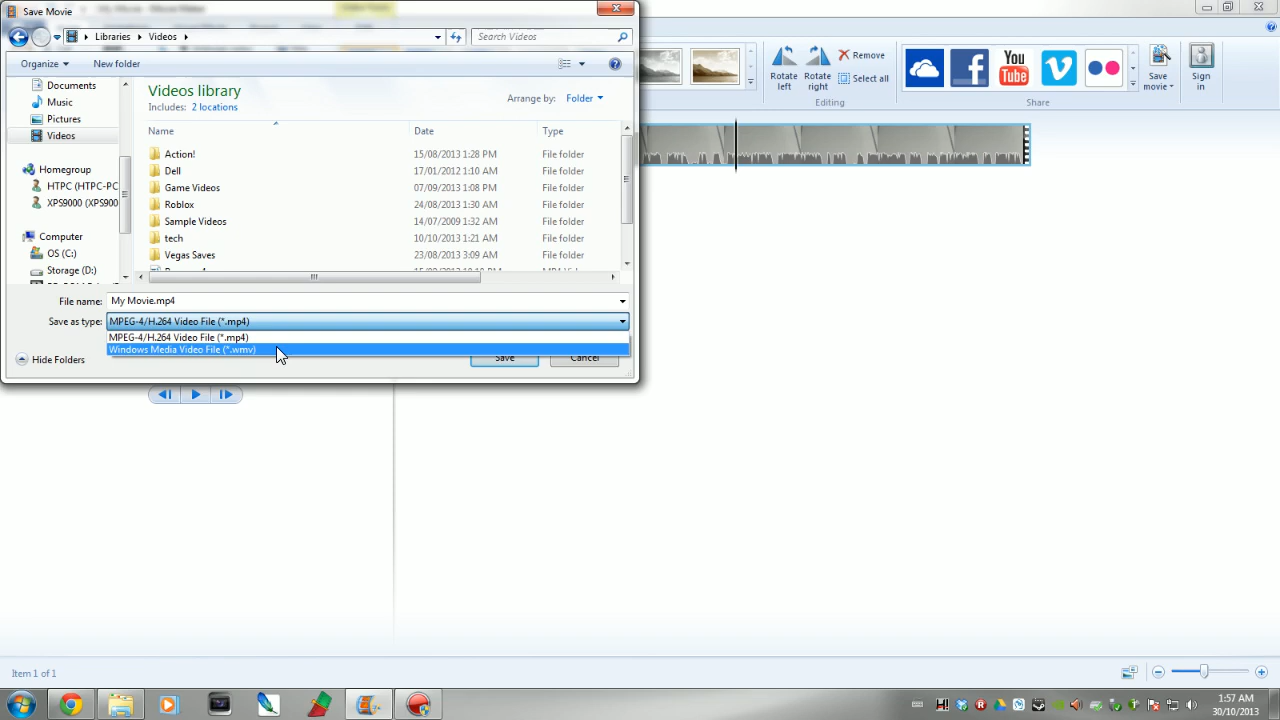 Save Movie
Libraries Videos
Search Videos
Organize
New folder
Documents
Music
Pictures
Videos
Homegroup
HTPC (HTPC-PC
XPS9000 (XPS900
Computer
OS (C:)
Storage (D:)
Videos library
Includes: 2 locations
Arrange by: Folder
Name Date Type
Action! 15/08/2013 1:28 PM File folder
Dell 17/01/2012 1:10 AM File folder
Game Videos 07/09/2013 1:08 PM File folder
Roblox 24/08/2013 1:30 AM File folder
Sample Videos 14/07/2009 1:32 AM File folder
tech 10/10/2013 1:21 AM File folder
Vegas Saves 23/08/2013 3:09 AM File folder
File name: My Movie.mp4
Save as type: MPEG-4/H.264 Video File (*.mp4)
MPEG-4/H.264 Video File (*.mp4)
Windows Media Video File (*.wmv)
Hide Folders
Save
Cancel
Rotate left
Rotate right
Remove
Select all
Editing
You Tube
Share
Save movie
Sign in
Item 1 of 1
1:57 AM
30/10/2013